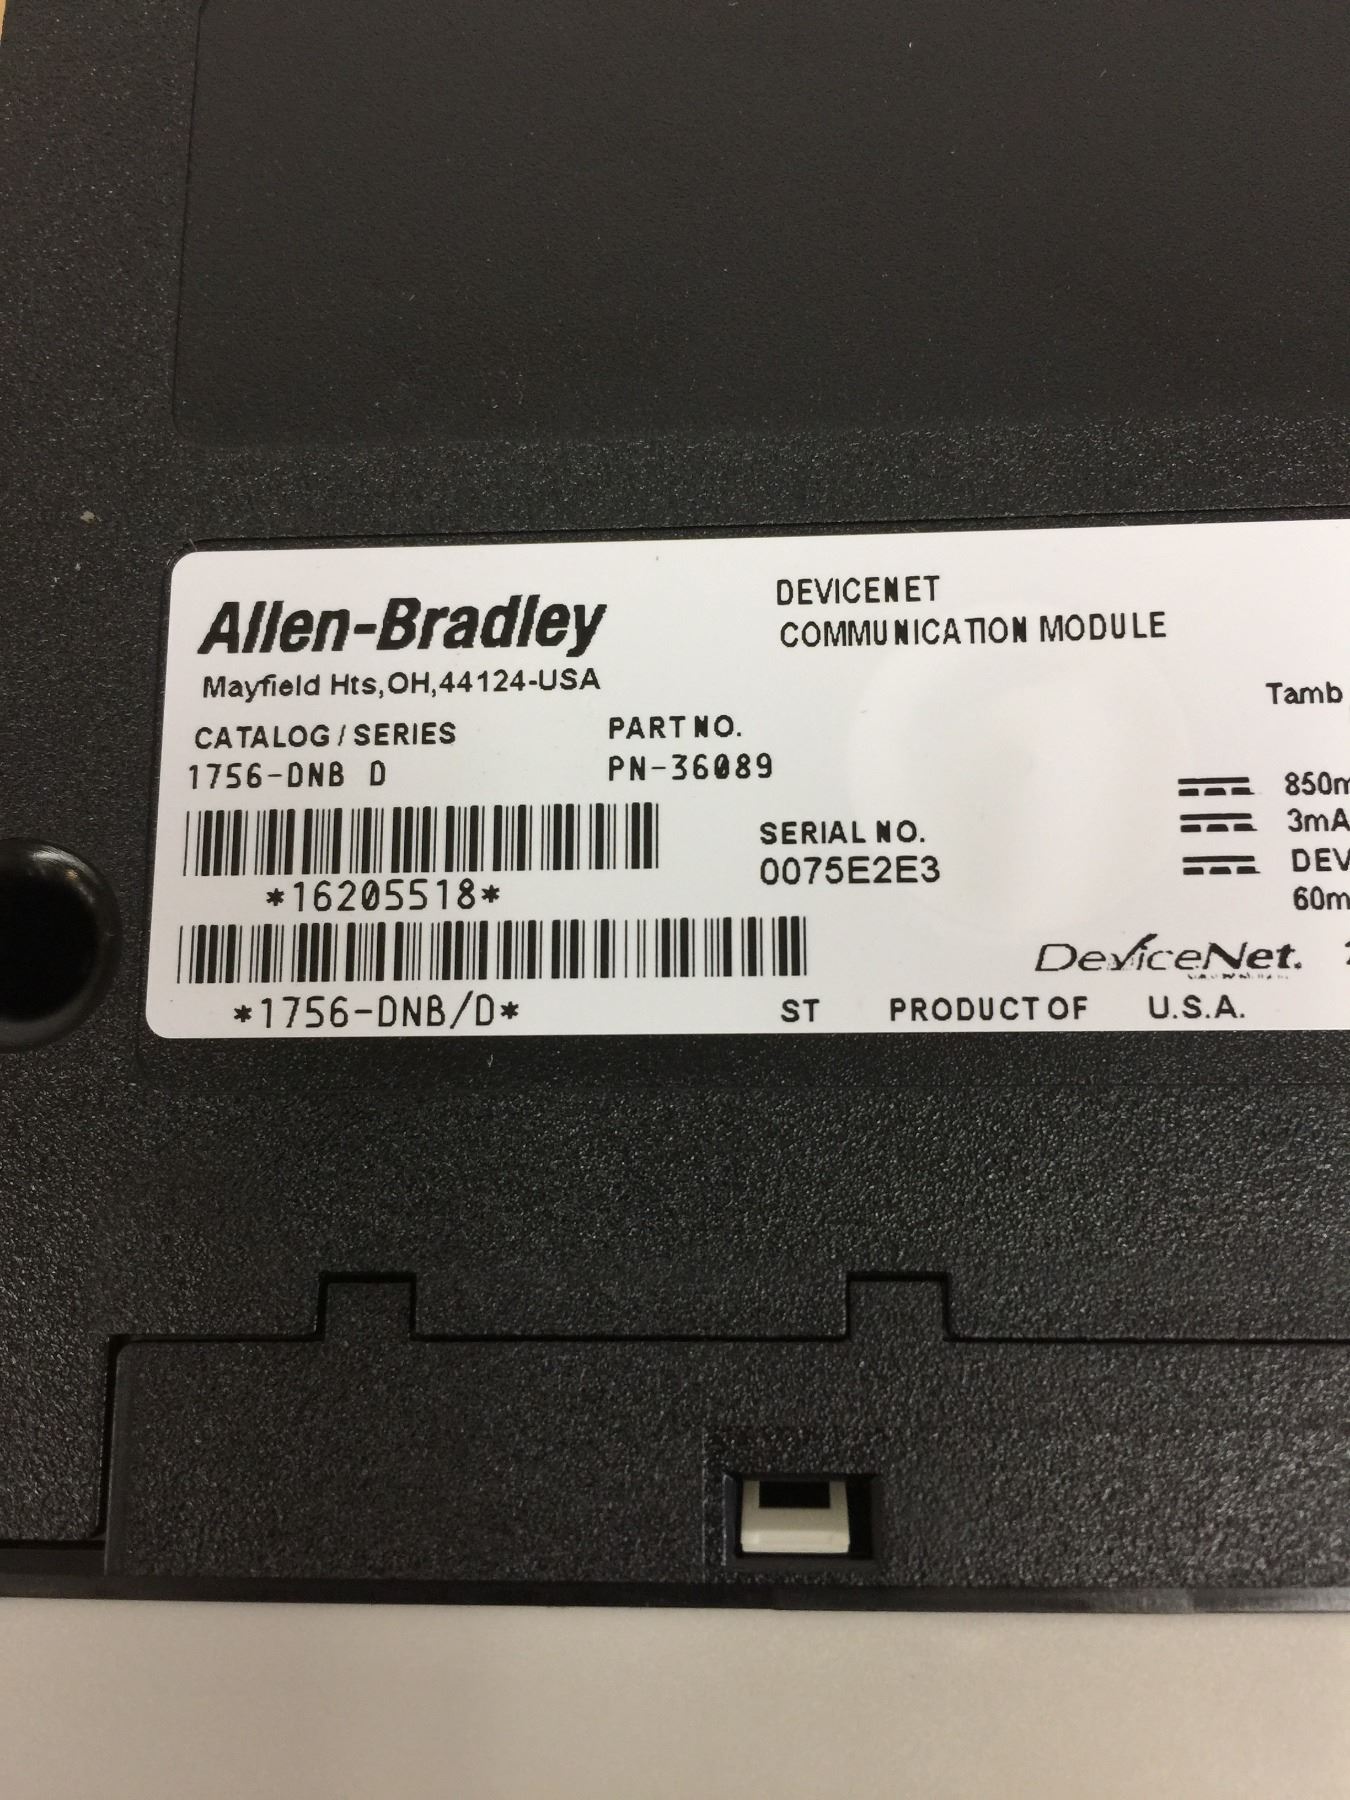 Allen-Bradley
Mayfield Hts,OH,44124-USA
CATALOG / SERIES
1756-DNB D
PART NO.
PN-36089
*16205518*
*1756-DNB/D*
DEVICENET
COMMUNICATION MODULE
SERIAL NO.
0075E2E3
Tamb
850m
3mA
DEV
60m
DeviceNet.
ST PRODUCT OF U.S.A.